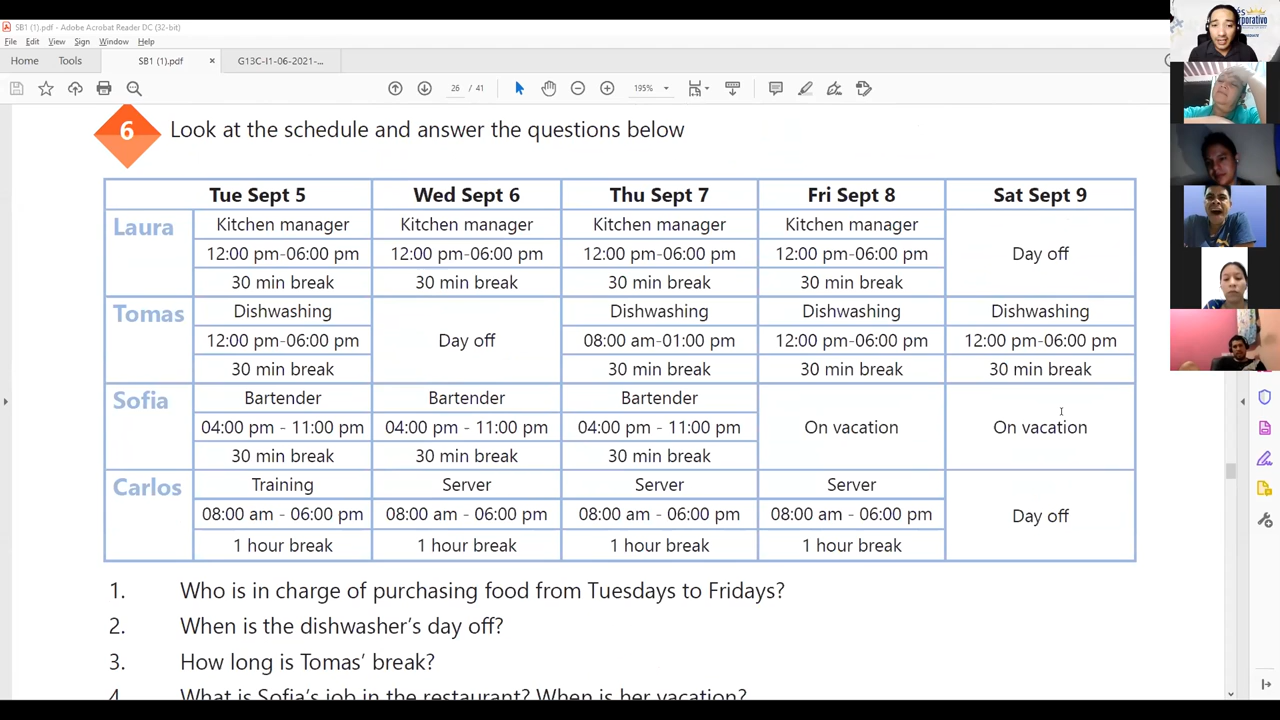 SB1 (1).pdf - Adobe Acrobat Reader DC (32-bit)
File Edit View Sign Window Help
Home Tools SB1 (1).pdf × G13C-I1-06-2021-...
26 / 41 195%
6 Look at the schedule and answer the questions below
Tue Sept 5 Wed Sept 6 Thu Sept 7 Fri Sept 8 Sat Sept 9
Laura Kitchen manager Kitchen manager Kitchen manager Kitchen manager
12:00 pm-06:00 pm 12:00 pm-06:00 pm 12:00 pm-06:00 pm 12:00 pm-06:00 pm Day off
30 min break 30 min break 30 min break 30 min break
Tomas Dishwashing Dishwashing Dishwashing Dishwashing
12:00 pm-06:00 pm Day off 08:00 am-01:00 pm 12:00 pm-06:00 pm 12:00 pm-06:00 pm
30 min break 30 min break 30 min break 30 min break
Sofia Bartender Bartender Bartender
04:00 pm - 11:00 pm 04:00 pm - 11:00 pm 04:00 pm - 11:00 pm On vacation On vacation
30 min break 30 min break 30 min break
Carlos Training Server Server Server
08:00 am - 06:00 pm 08:00 am - 06:00 pm 08:00 am - 06:00 pm 08:00 am - 06:00 pm Day off
1 hour break 1 hour break 1 hour break 1 hour break
1. Who is in charge of purchasing food from Tuesdays to Fridays?
2. When is the dishwasher's day off?
3. How long is Tomas' break?
4. What is Sofia's job in the restaurant? When is her vacation?